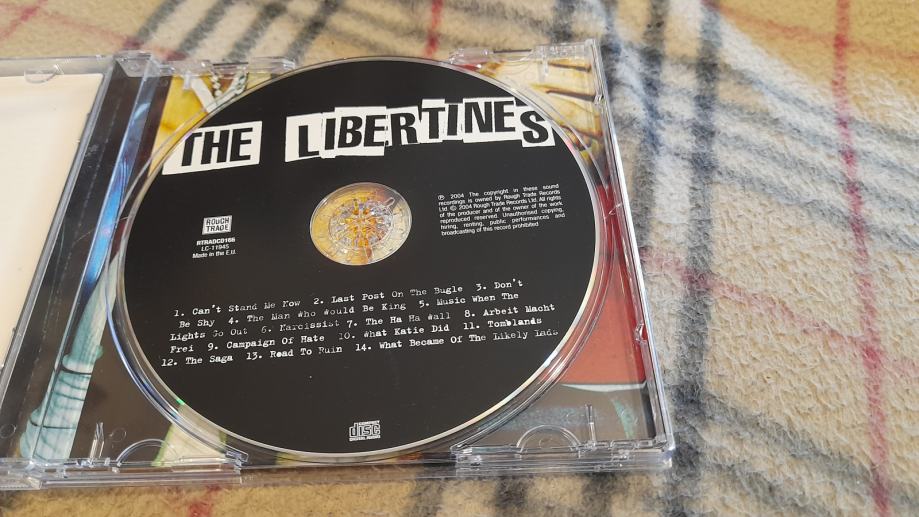 THE LIBERTINES
ROUGH
TRADE
RTRADCD166
LC-11945
Made in the E.U.
℗ 2004 The copyright in these sound
recordings is owned by Rough Trade Records
Ltd. © 2004 Rough Trade Records Ltd. All rights
of the producer and of the owner of the work
reproduced reserved. Unauthorised copying,
hiring, renting, public performances and
broadcasting of this record prohibited
1. Can't Stand Me Now 2. Last Post On The Bugle 3. Don't
Be Shy 4. The Man Who Would Be King 5. Music When The
Lights Go Out 6. Narcissist 7. The Ha Ha Wall 8. Arbeit Macht
Frei 9. Campaign Of Hate 10. What Katie Did 11. Tomblands
12. The Saga 13. Road To Ruin 14. What Became Of The Likely Lads
COMPACT
disc
DIGITAL AUDIO